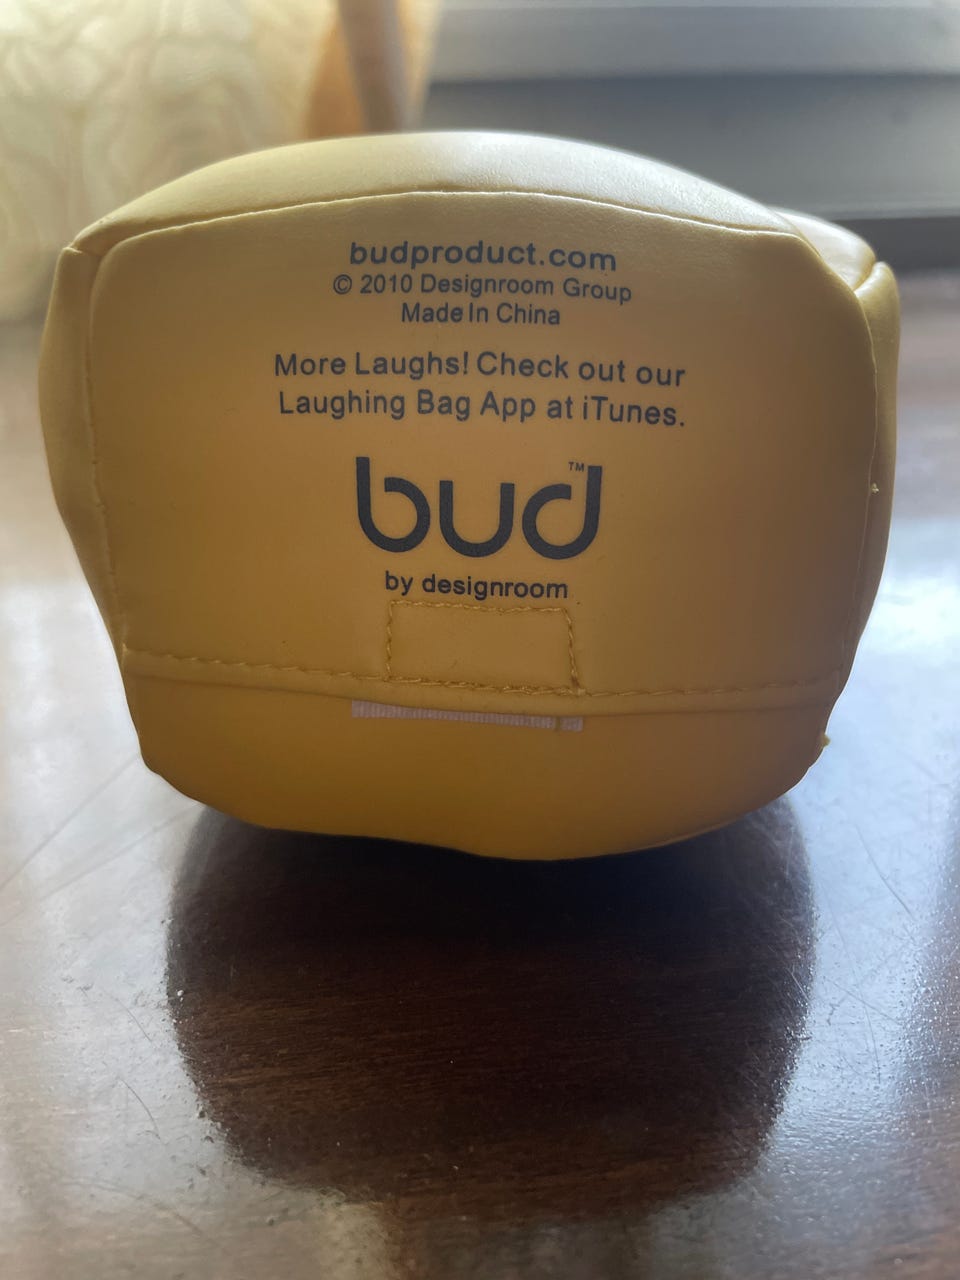 budproduct.com
© 2010 Designroom Group
Made In China
More Laughs! Check out our
Laughing Bag App at iTunes.
bud™
by designroom